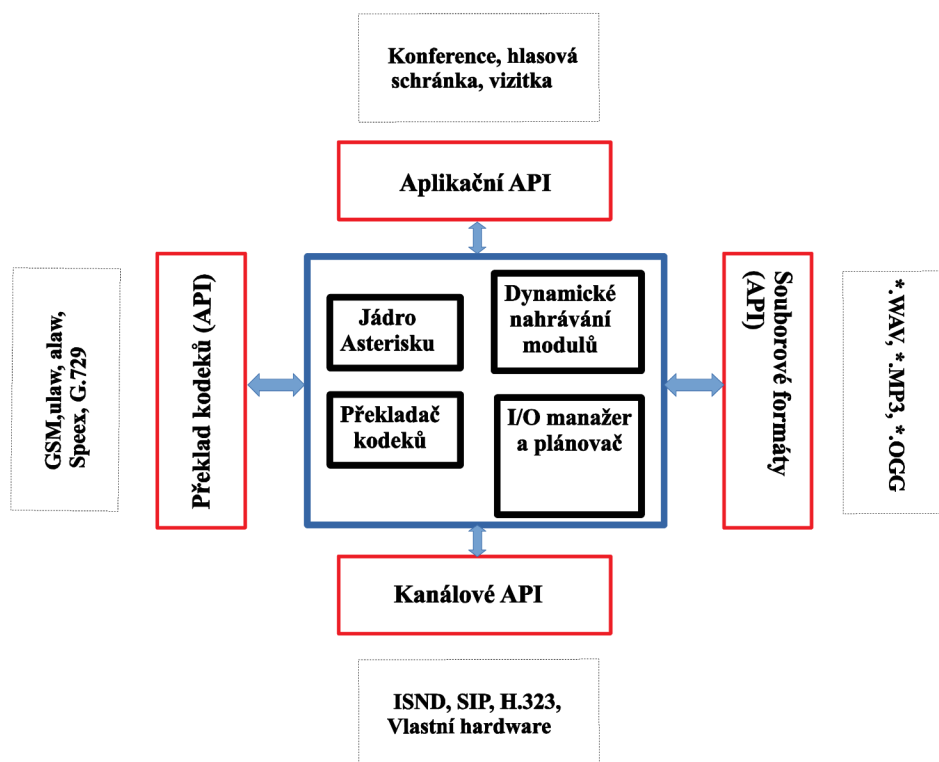 Konference, hlasová
schránka, vizitka
Aplikační API
GSM,ulaw, alaw,
Speex, G.729
Překlad kodeků (API)
Jádro
Asterisku
Dynamické
nahrávání
modulů
Překladač
kodeků
I/O manažer
a plánovač
Souborové formáty
(API)
*.WAV, *.MP3, *.OGG
Kanálové API
ISND, SIP, H.323,
Vlastní hardware